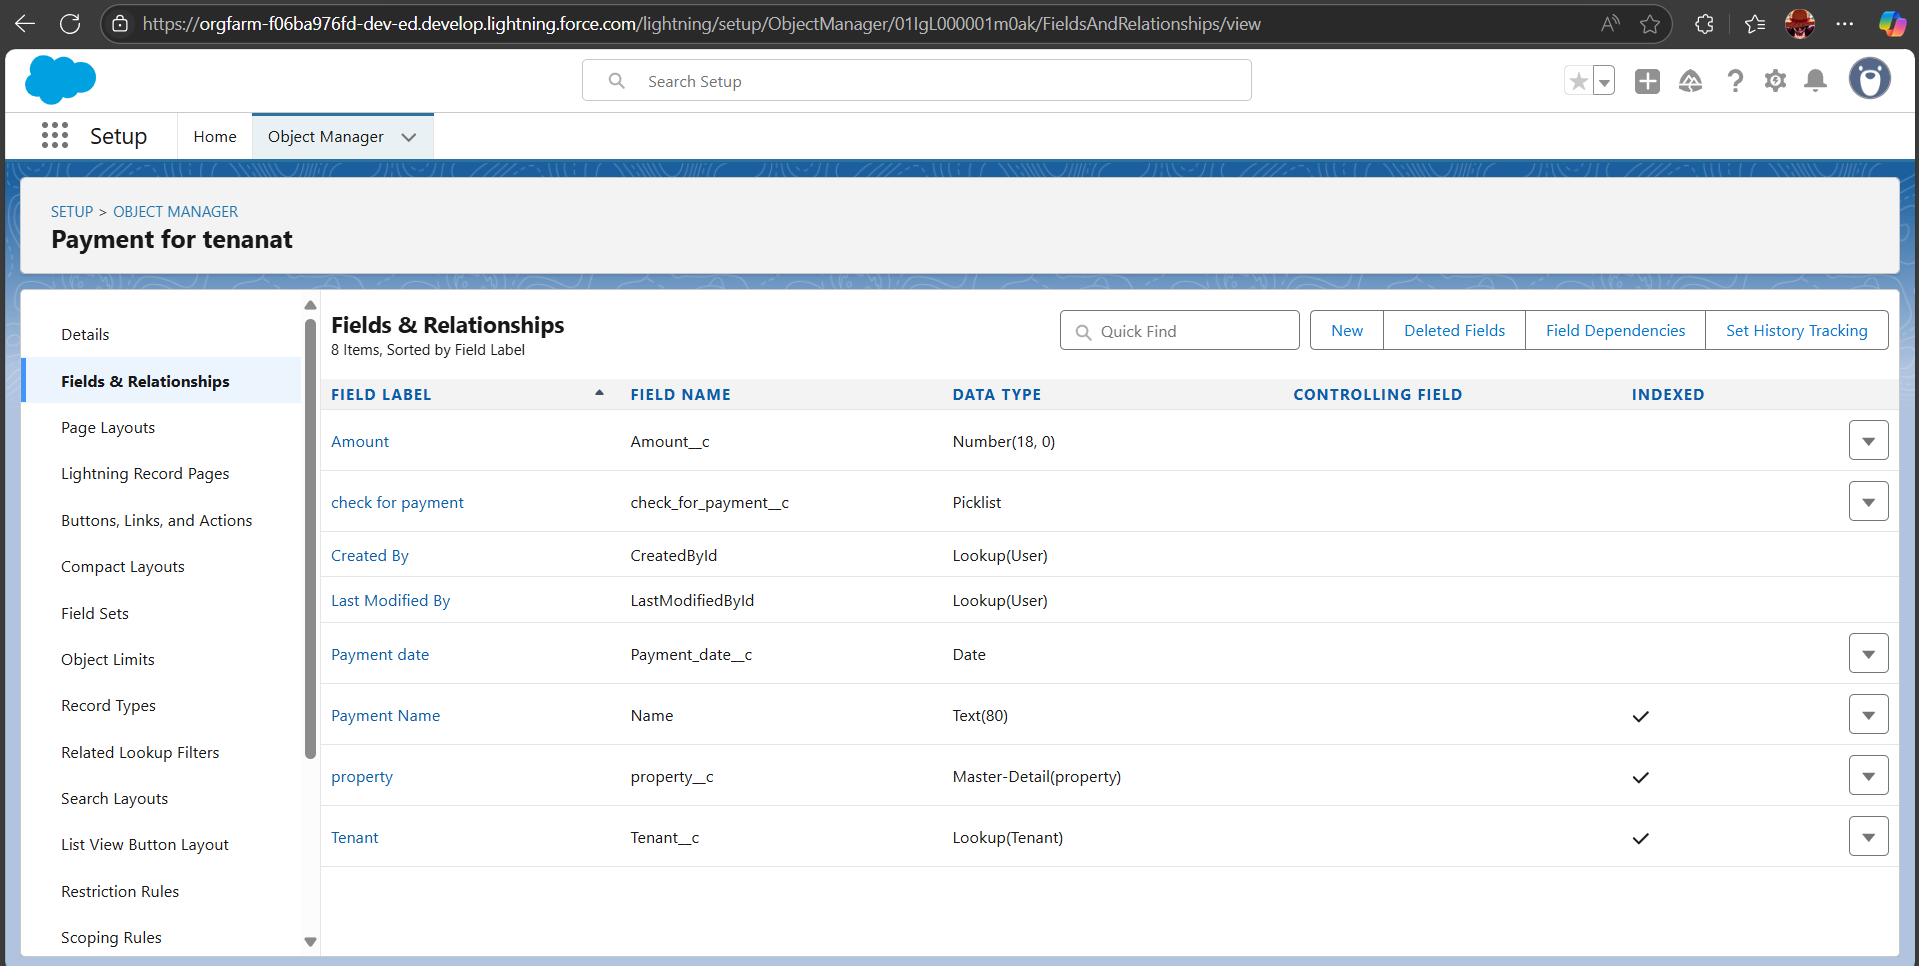 https://orgfarm-f06ba976fd-dev-ed.develop.lightning.force.com/lightning/setup/ObjectManager/01IgL000001m0ak/FieldsAndRelationships/view
Search Setup
Setup
Home
Object Manager
SETUP > OBJECT MANAGER
Payment for tenanat
Details
Fields & Relationships
Page Layouts
Lightning Record Pages
Buttons, Links, and Actions
Compact Layouts
Field Sets
Object Limits
Record Types
Related Lookup Filters
Search Layouts
List View Button Layout
Restriction Rules
Scoping Rules
Fields & Relationships
8 Items, Sorted by Field Label
Quick Find
New
Deleted Fields
Field Dependencies
Set History Tracking
FIELD LABEL FIELD NAME DATA TYPE CONTROLLING FIELD INDEXED
Amount Amount__c Number(18, 0)
check for payment check_for_payment__c Picklist
Created By CreatedById Lookup(User)
Last Modified By LastModifiedById Lookup(User)
Payment date Payment_date__c Date
Payment Name Name Text(80)
property property__c Master-Detail(property)
Tenant Tenant__c Lookup(Tenant)